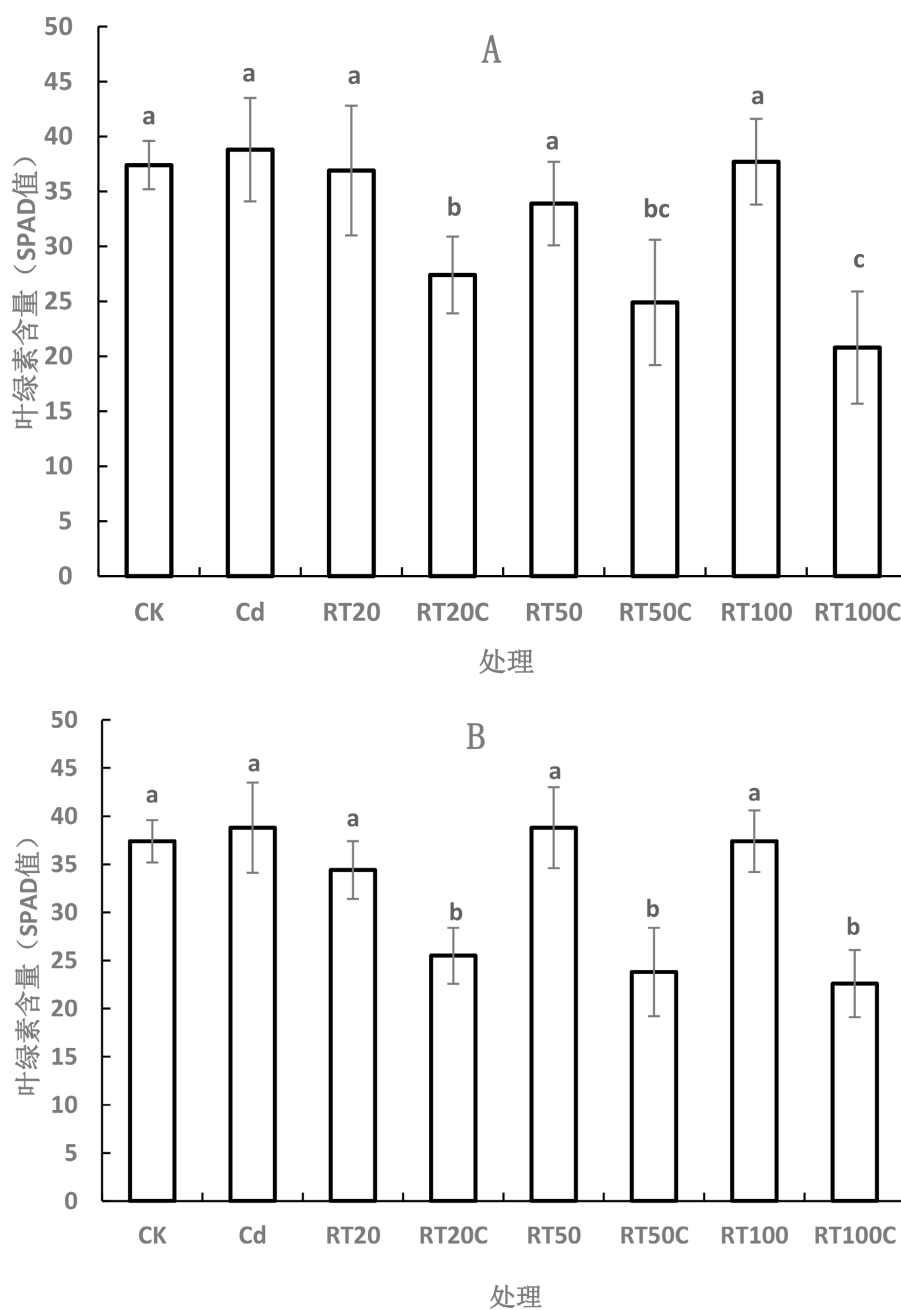 A
50
45
40
35
30
25
20
15
10
5
0
叶绿素含量（SPAD值）
a
a
a
b
a
bc
a
c
CK Cd RT20 RT20C RT50 RT50C RT100 RT100C
处理
B
50
45
40
35
30
25
20
15
10
5
0
叶绿素含量（SPAD值）
a
a
a
b
a
b
a
b
CK Cd RT20 RT20C RT50 RT50C RT100 RT100C
处理